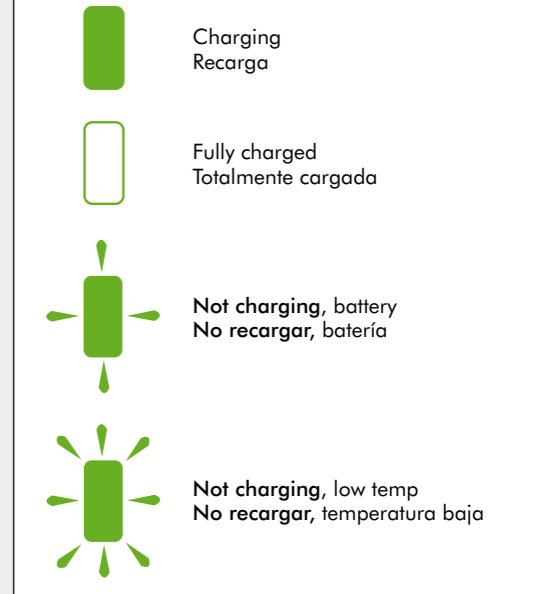 Charging
Recarga
Fully charged
Totalmente cargada
Not charging, battery
No recargar, batería
Not charging, low temp
No recargar, temperatura baja